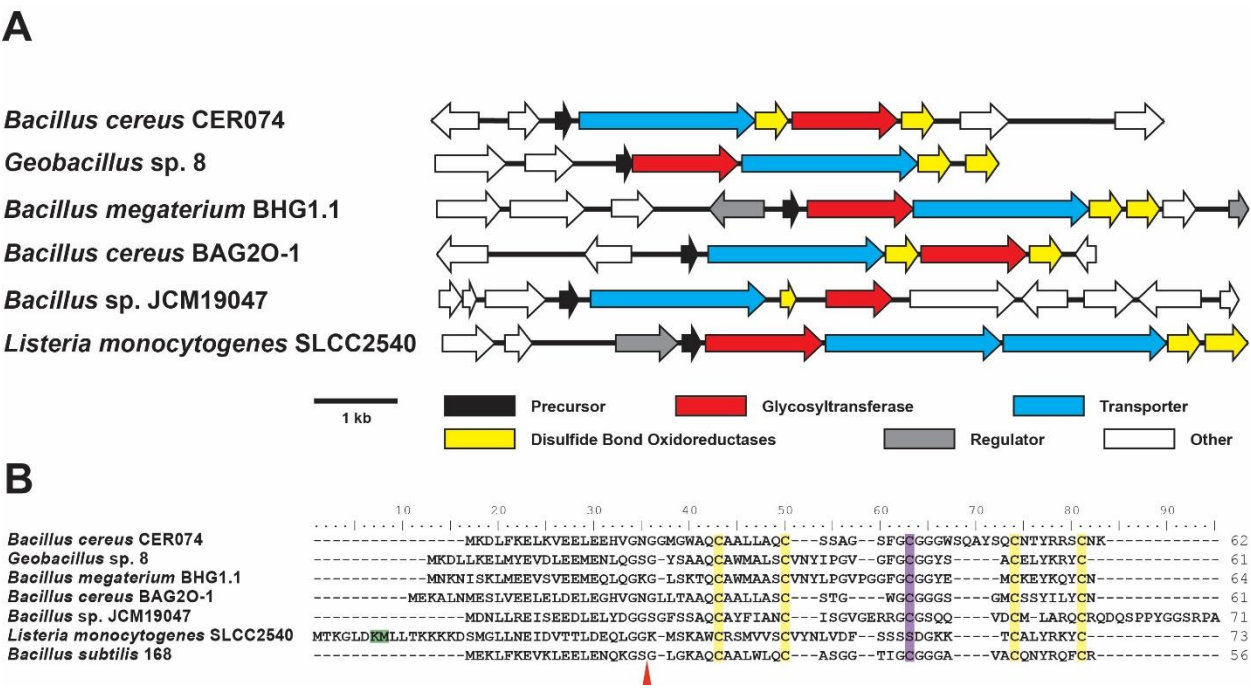 A
Bacillus cereus CER074
Geobacillus sp. 8
Bacillus megaterium BHG1.1
Bacillus cereus BAG2O-1
Bacillus sp. JCM19047
Listeria monocytogenes SLCC2540
1 kb
Precursor
Glycosyltransferase
Transporter
Disulfide Bond Oxidoreductases
Regulator
Other
B
10 20 30 40 50 60 70 80 90
Bacillus cereus CER074 ----------------MKDLFKELKVEELEEHVGNGGMGWAQCAALLAQC---SSAG--SFGCGGGWSQAYSQCNTYRRSCNK------------ 62
Geobacillus sp. 8 ------------MKDLLKELMYEVDLEEMENLQGSG-YSAAQCAWMALSCVNYIPGV--GFGCGGYS-----ACELYKRYC-------------- 61
Bacillus megaterium BHG1.1 ------------MNKNISKLMEEVSVEEMEQLQGKG-LSKTQCAWMAASCVNYLPGVPGGFGCGGYE-----MCKEYKQYCN------------- 64
Bacillus cereus BAG2O-1 ----------MEKALNMESLVEELDEDELEGHVGNGLLTAAQCAALLASC---STG----WGCGGGS----GMCSSYILYCN------------- 61
Bacillus sp. JCM19047 ----------------MDNLLREISDLEDELYDGGSGFSSAQCAYFIANC---ISGVGERRGCGGQQ----VDCM-LARQCRQDQSPPYGGSRPA 71
Listeria monocytogenes SLCC2540 MTKGLDKMLLTKKKKDSMGLLNEIDVTTLDEQLGGK-MSKAWCRSMVVSCVYNLVDF--SSSSDGKK-----TCALYRKYC-------------- 73
Bacillus subtilis 168 ----------------MEKLFKEVKLEELENQKGSG-LGKAQCAALWLQC---ASGG--TIGCGGGA----VACQNYRQFCR------------- 56